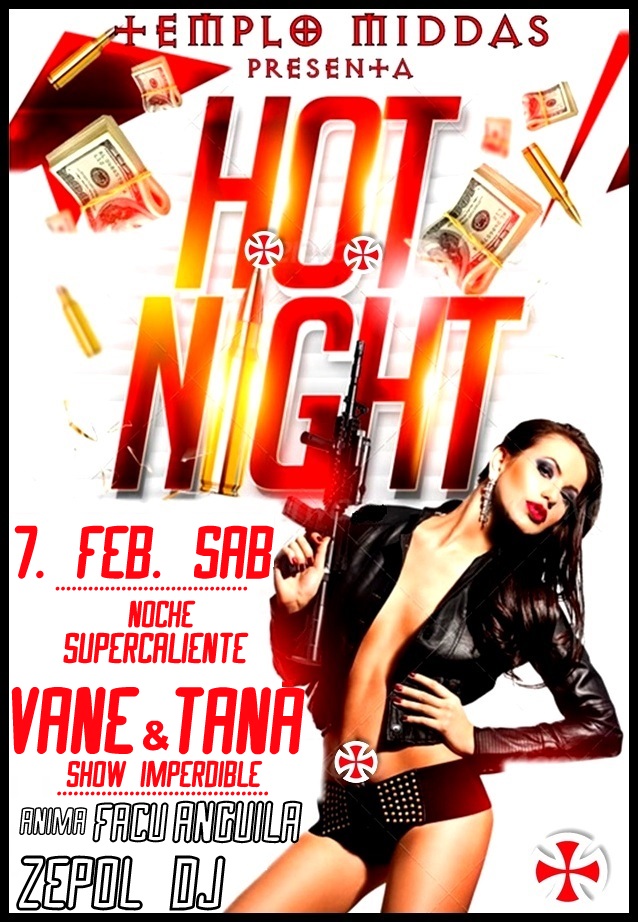 TEMPLO MIDDAS
PRESENTA
HOT
NIGHT
7. FEB. SAB
NOCHE
SUPERCALIENTE
VANE & TANA
SHOW IMPERDIBLE
ANIMA FACU ANGUILA
ZEPOL DJ